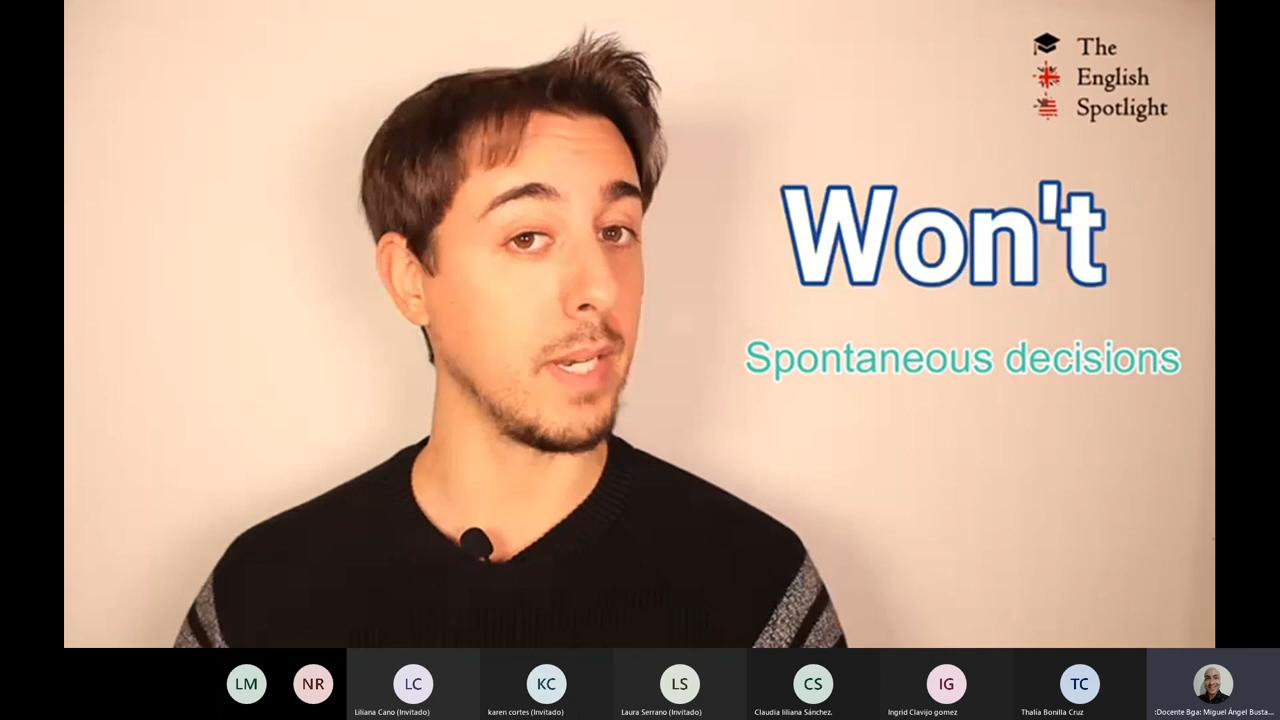 The
English
Spotlight
Won't
Spontaneous decisions
LM
NR
LC
KC
LS
CS
IG
TC
Liliana Cano (Invitado)
karen cortes (Invitado)
Laura Serrano (Invitado)
Claudia liliana Sánchez.
Ingrid Clavijo gomez
Thalía Bonilla Cruz
:Docente Bga: Miguel Ángel Busta...